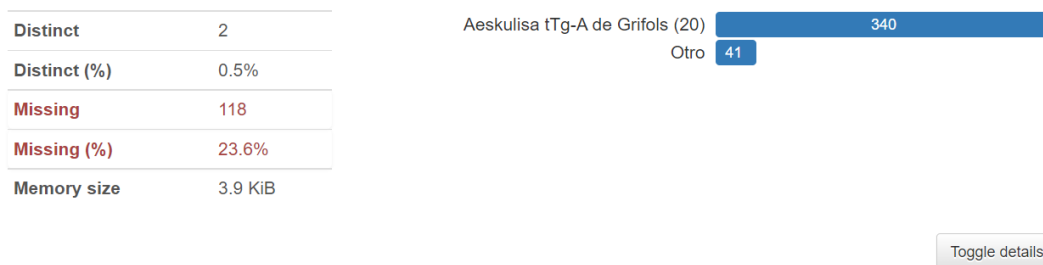 Distinct 2
Distinct (%) 0.5%
Missing 118
Missing (%) 23.6%
Memory size 3.9 KiB
Aeskulisa tTg-A de Grifols (20) 340
Otro 41
Toggle details